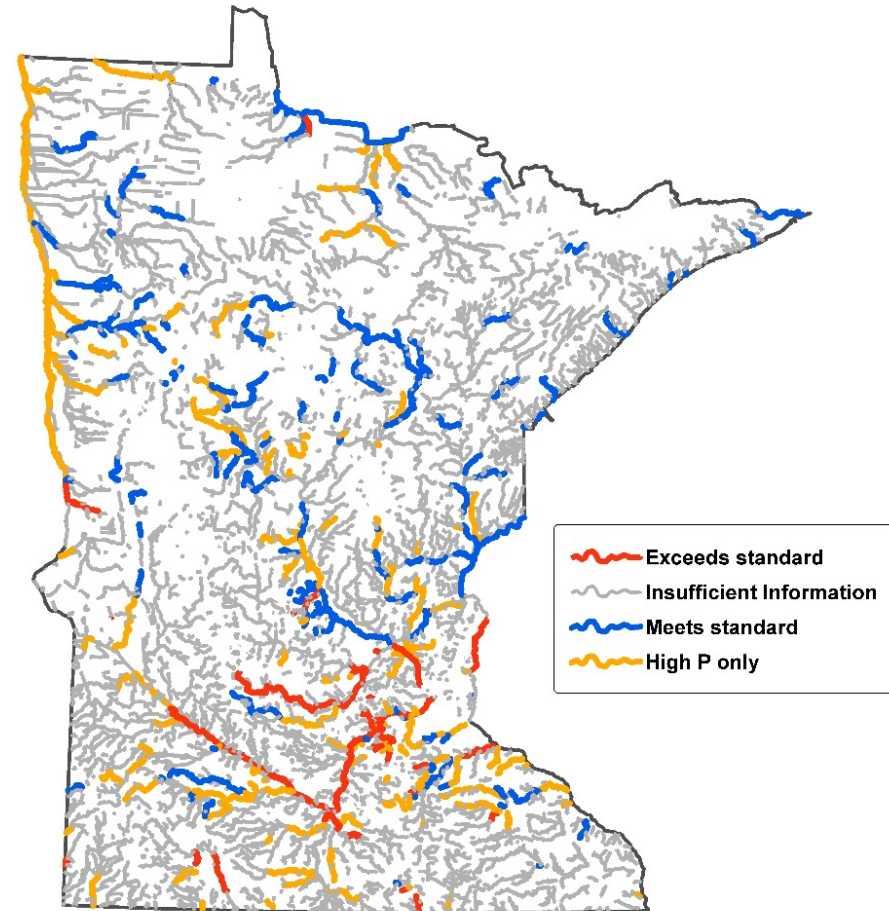 Exceeds standard
Insufficient Information
Meets standard
High P only